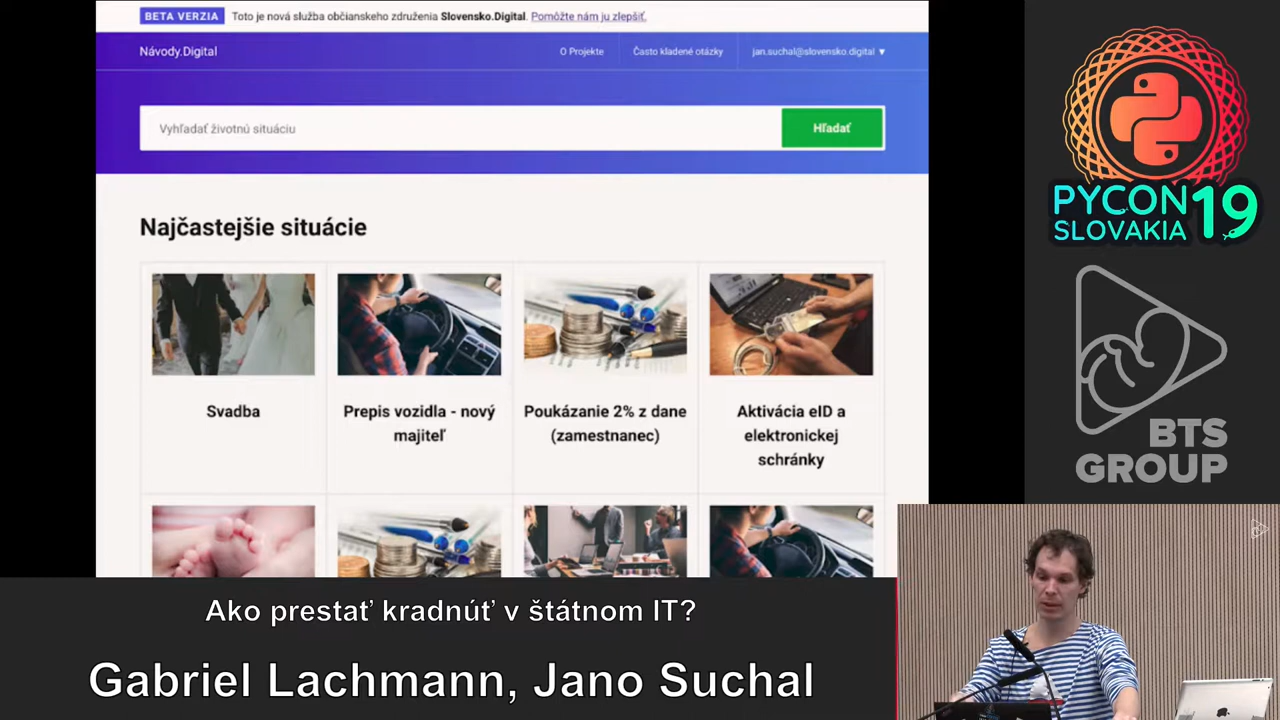 BETA VERZIA Toto je nová služba občianskeho združenia Slovensko.Digital. Pomôžte nám ju zlepšiť.
Návody.Digital
O Projekte
Často kladené otázky
jan.suchal@slovensko.digital ▼
Vyhľadať životnú situáciu
Hľadať
Najčastejšie situácie
Svadba
Prepis vozidla - nový
majiteľ
Poukázanie 2% z dane
(zamestnanec)
Aktivácia eID a
elektronickej
schránky
PYCON
SLOVAKIA
19
BTS
GROUP
Ako prestať kradnúť v štátnom IT?
Gabriel Lachmann, Jano Suchal